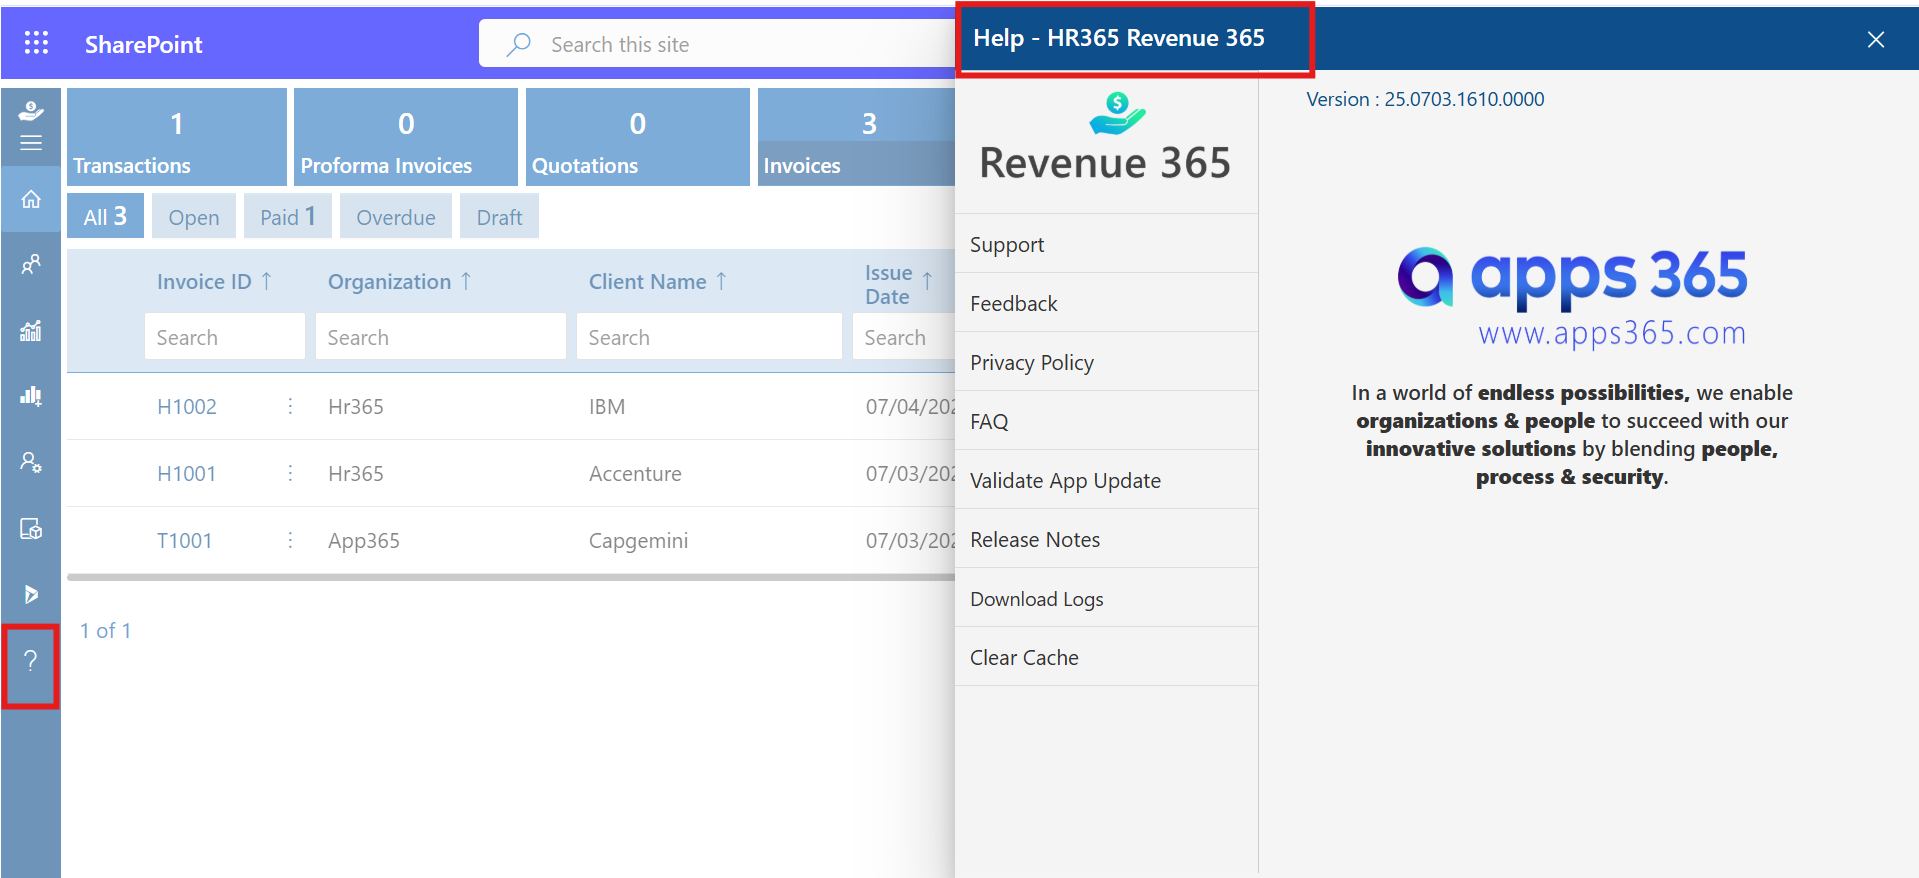 SharePoint
Search this site
Help - HR365 Revenue 365
1
Transactions
0
Proforma Invoices
0
Quotations
3
Invoices
All 3
Open
Paid 1
Overdue
Draft
Invoice ID ↑
Organization ↑
Client Name ↑
Issue Date ↑
Search
Search
Search
Search
H1002 Hr365 IBM 07/04/202
H1001 Hr365 Accenture 07/03/202
T1001 App365 Capgemini 07/03/202
1 of 1
?
$
Revenue 365
Support
Feedback
Privacy Policy
FAQ
Validate App Update
Release Notes
Download Logs
Clear Cache
Version : 25.0703.1610.0000
apps 365
www.apps365.com
In a world of endless possibilities, we enable
organizations & people to succeed with our
innovative solutions by blending people,
process & security.